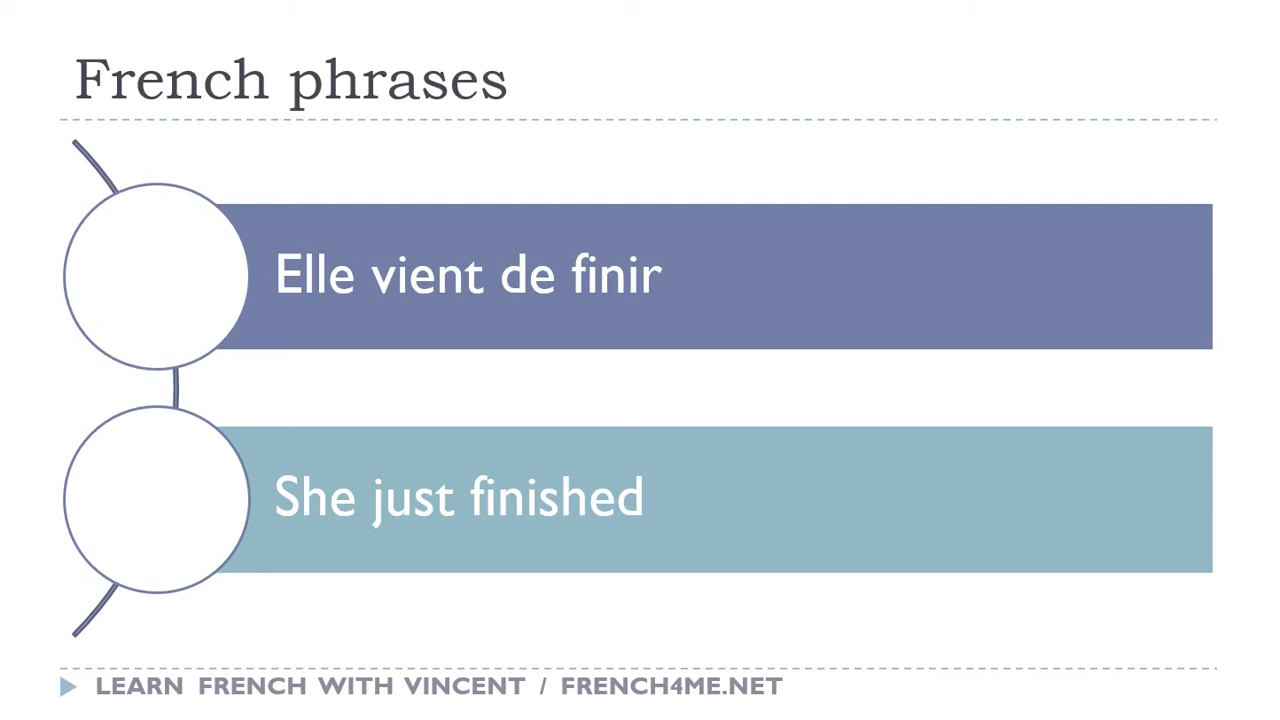 French phrases
Elle vient de finir
She just finished
LEARN FRENCH WITH VINCENT / FRENCH4ME.NET